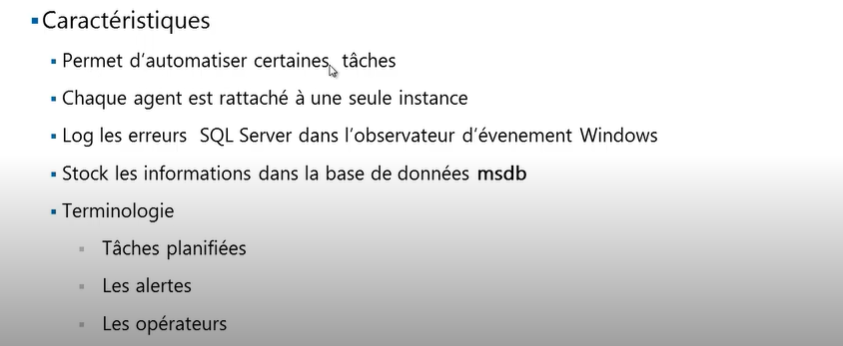 Caractéristiques
Permet d'automatiser certaines tâches
Chaque agent est rattaché à une seule instance
Log les erreurs SQL Server dans l'observateur d'évenement Windows
Stock les informations dans la base de données msdb
Terminologie
Tâches planifiées
Les alertes
Les opérateurs